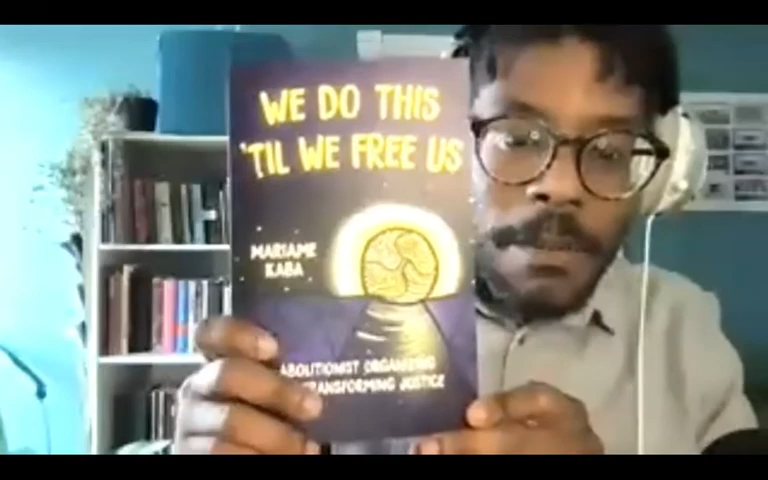 WE DO THIS
'TIL WE FREE US
MARIAME
KABA
ABOLITIONIST ORGANIZING
TRANSFORMING JUSTICE